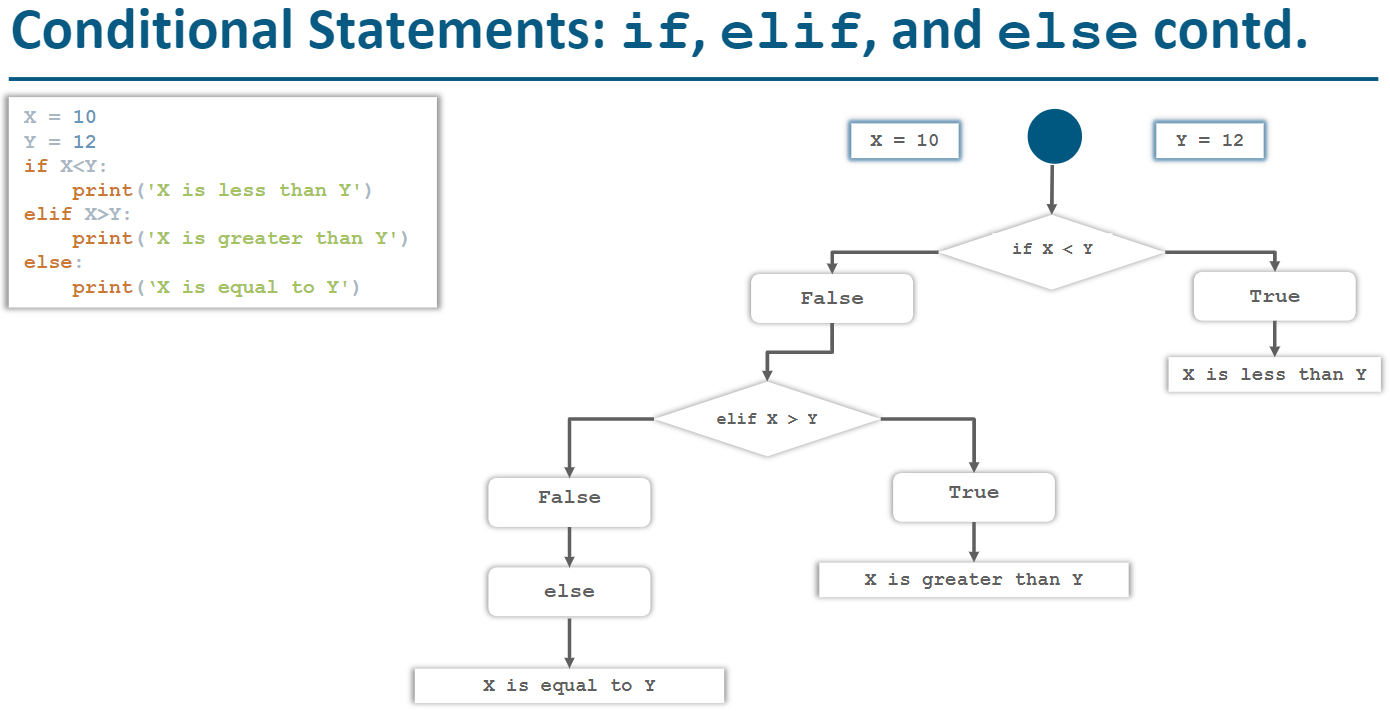 Conditional Statements: if, elif, and else contd.
X = 10
Y = 12
if X<Y:
    print('X is less than Y')
elif X>Y:
    print('X is greater than Y')
else:
    print(‘X is equal to Y')
X = 10
Y = 12
if X < Y
False
True
X is less than Y
elif X > Y
False
True
else
X is greater than Y
X is equal to Y